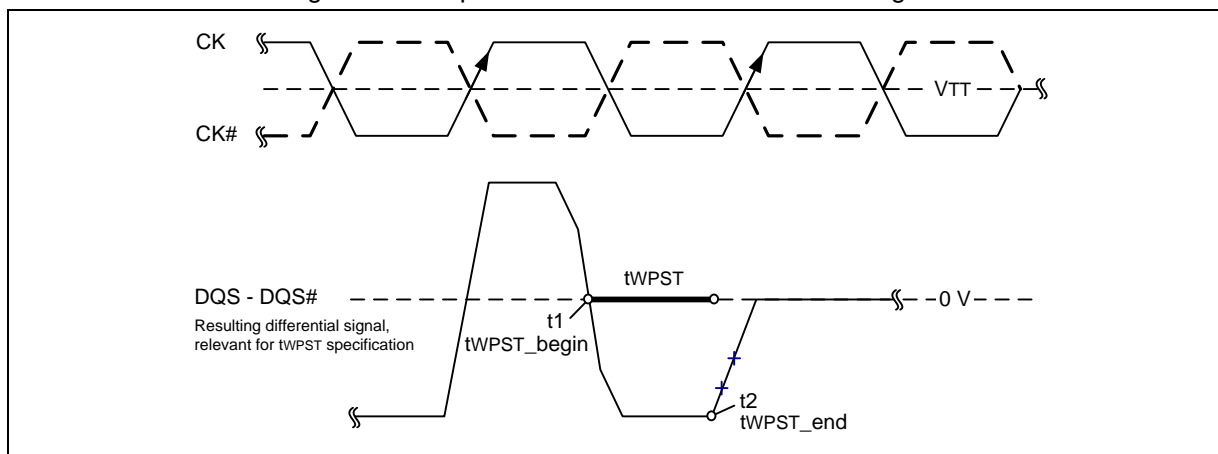 CK
VTT
CK#
tWPST
DQS - DQS#
0 V
Resulting differential signal,
relevant for tWPST specification
t1
tWPST_begin
t2
tWPST_end